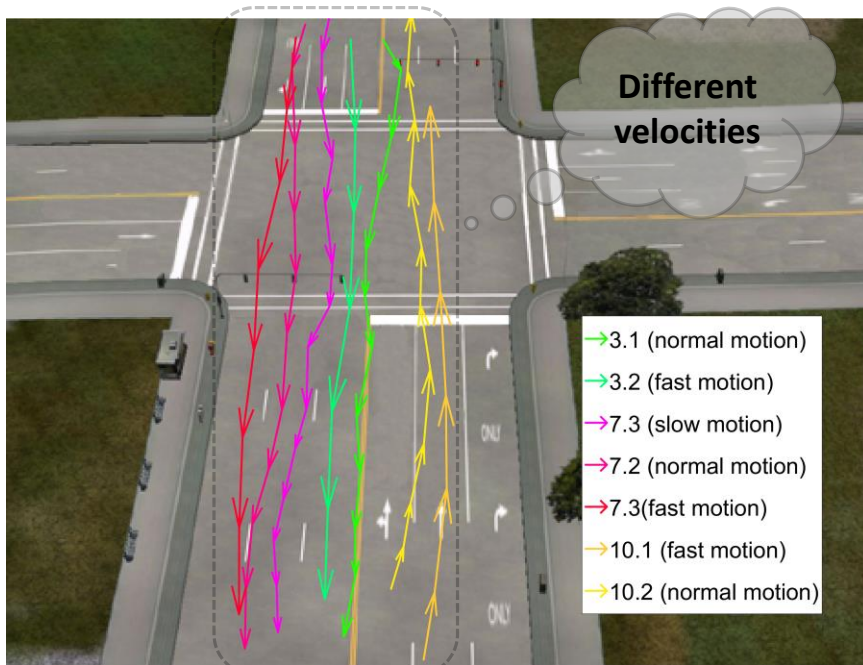 Different
velocities
3.1 (normal motion)
3.2 (fast motion)
7.3 (slow motion)
7.2 (normal motion)
7.3(fast motion)
10.1 (fast motion)
10.2 (normal motion)
ONLY
ONLY